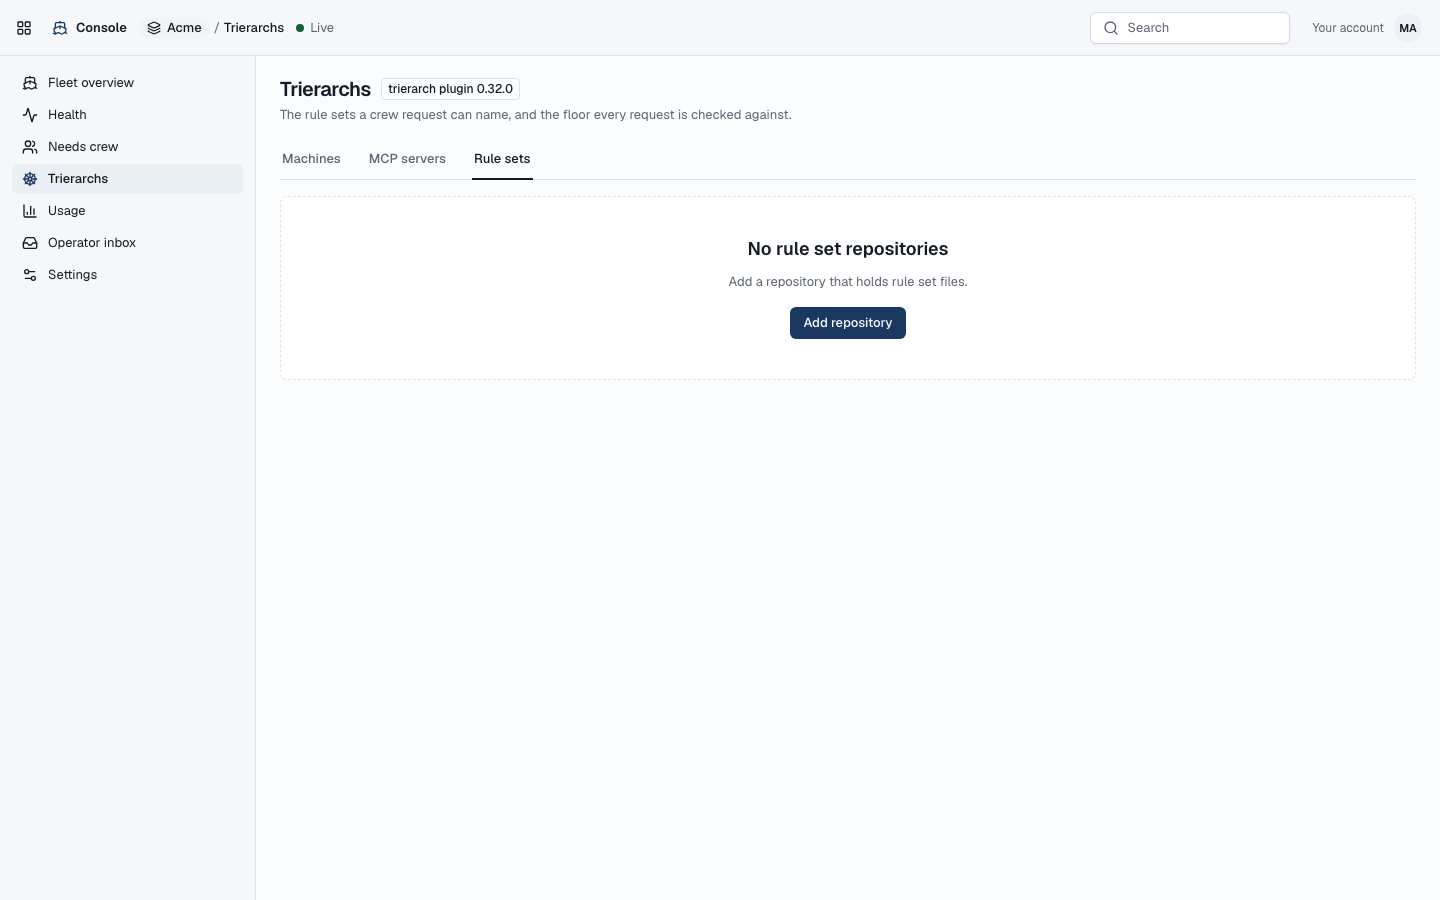 Console
Acme
/ Trierarchs
Live
Search
Your account
MA
Fleet overview
Health
Needs crew
Trierarchs
Usage
Operator inbox
Settings
Trierarchs
trierarch plugin 0.32.0
The rule sets a crew request can name, and the floor every request is checked against.
Machines
MCP servers
Rule sets
No rule set repositories
Add a repository that holds rule set files.
Add repository